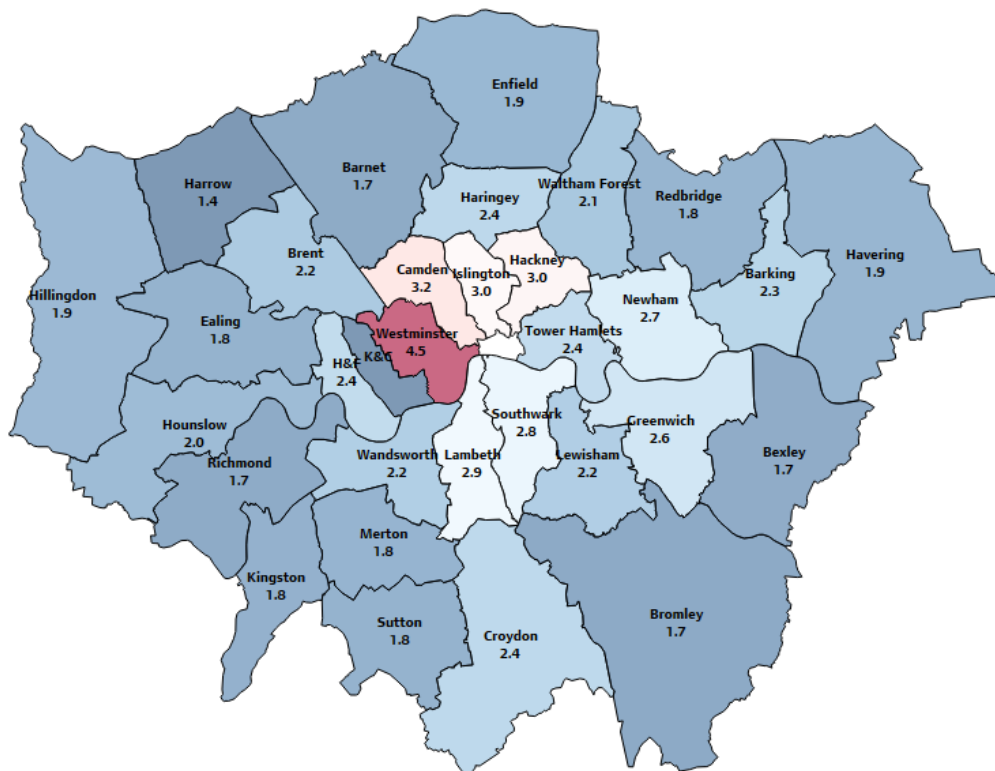 Enfield
1.9
Barnet
1.7
Harrow
1.4
Haringey
2.4
Waltham Forest
2.1
Redbridge
1.8
Havering
1.9
Brent
2.2
Camden
3.2
Islington
3.0
Hackney
3.0
Barking
2.3
Hillingdon
1.9
Ealing
1.8
Newham
2.7
Westminster
4.5
Tower Hamlets
2.4
K&C
H&F
2.4
Hounslow
2.0
Southwark
2.8
Greenwich
2.6
Richmond
1.7
Wandsworth
2.2
Lambeth
2.9
Lewisham
2.2
Bexley
1.7
Merton
1.8
Kingston
1.8
Sutton
1.8
Croydon
2.4
Bromley
1.7